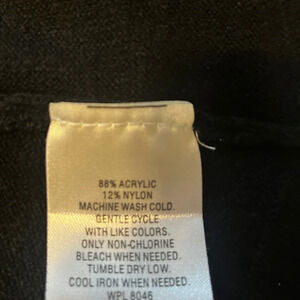 88% ACRYLIC
12% NYLON
MACHINE WASH COLD.
GENTLE CYCLE
WITH LIKE COLORS.
ONLY NON-CHLORINE
BLEACH WHEN NEEDED.
TUMBLE DRY LOW.
COOL IRON WHEN NEEDED.
WPL 8046